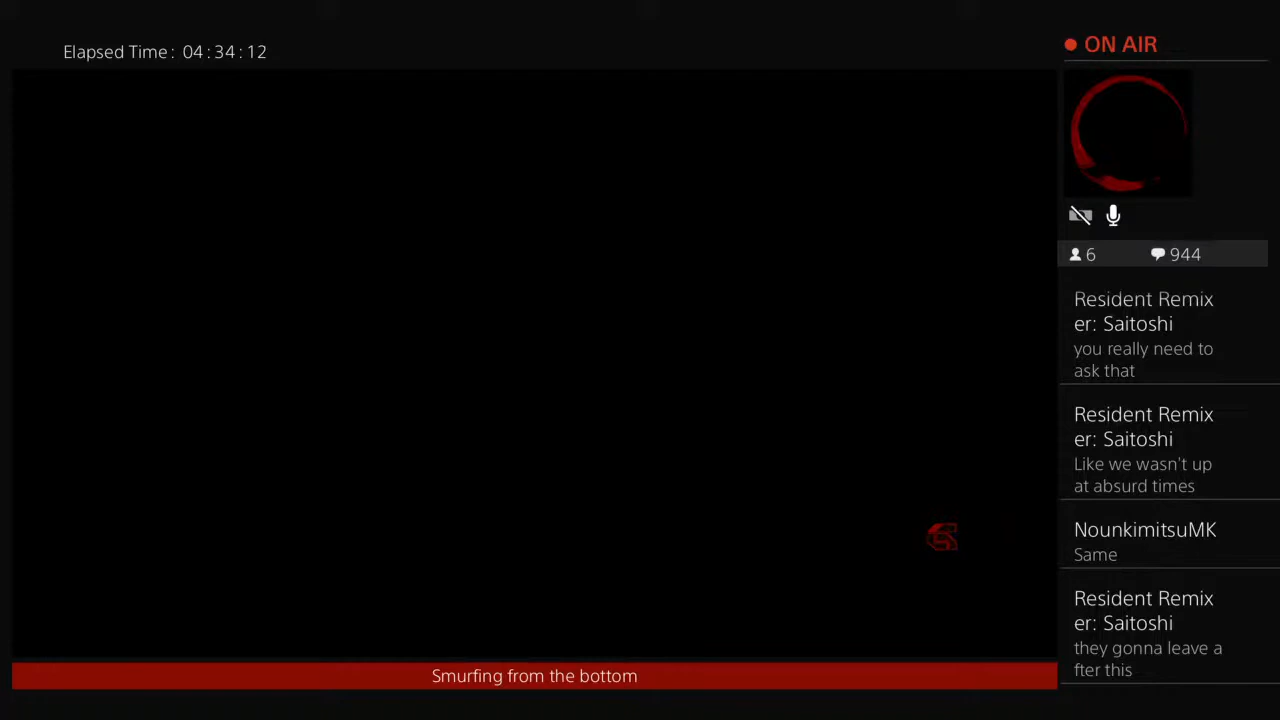 Elapsed Time: 04:34:12
ON AIR
6 944
Resident Remix
er: Saitoshi
you really need to
ask that
Resident Remix
er: Saitoshi
Like we wasn't up
at absurd times
NounkimitsuMK
Same
Resident Remix
er: Saitoshi
they gonna leave a
fter this
Smurfing from the bottom